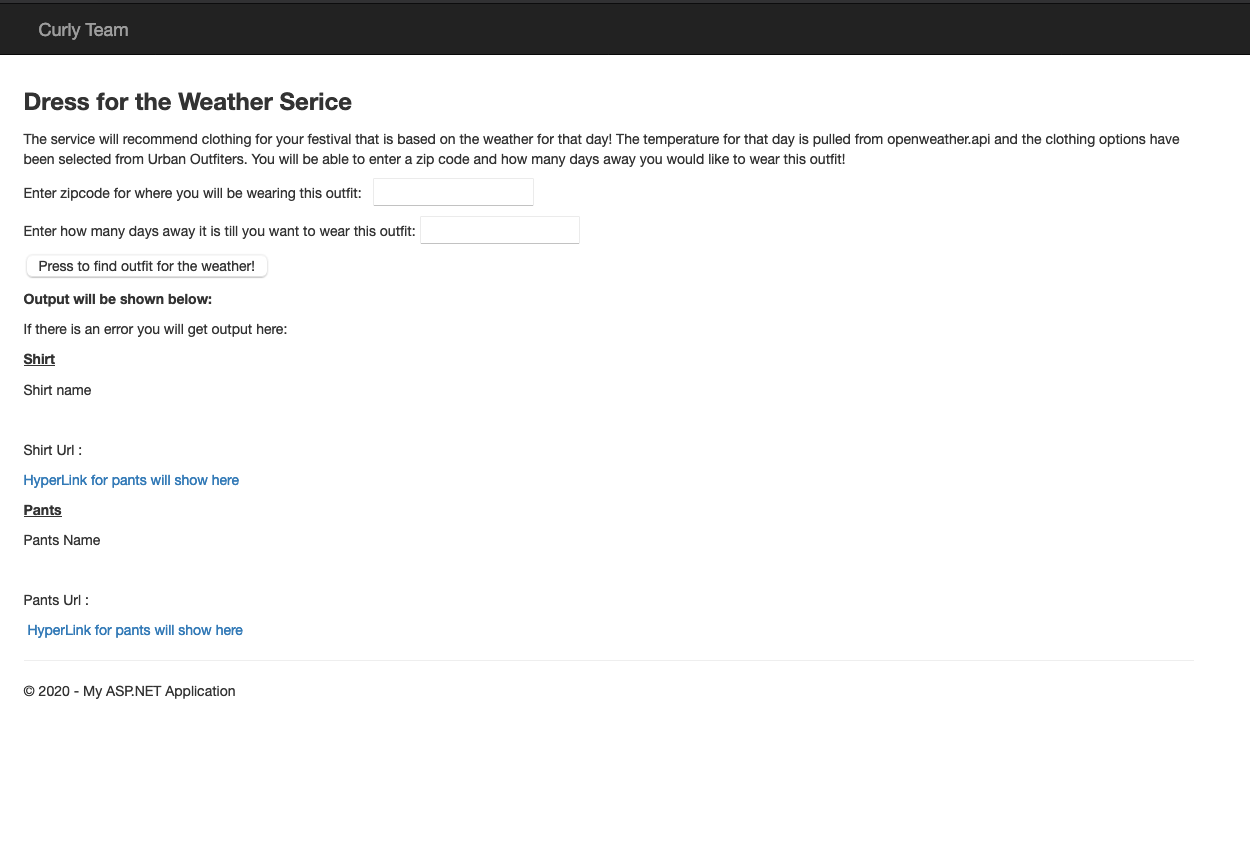 Curly Team
Dress for the Weather Serice
The service will recommend clothing for your festival that is based on the weather for that day! The temperature for that day is pulled from openweather.api and the clothing options have
been selected from Urban Outfiters. You will be able to enter a zip code and how many days away you would like to wear this outfit!
Enter zipcode for where you will be wearing this outfit:
Enter how many days away it is till you want to wear this outfit:
Press to find outfit for the weather!
Output will be shown below:
If there is an error you will get output here:
Shirt
Shirt name
Shirt Url :
HyperLink for pants will show here
Pants
Pants Name
Pants Url :
HyperLink for pants will show here
© 2020 - My ASP.NET Application